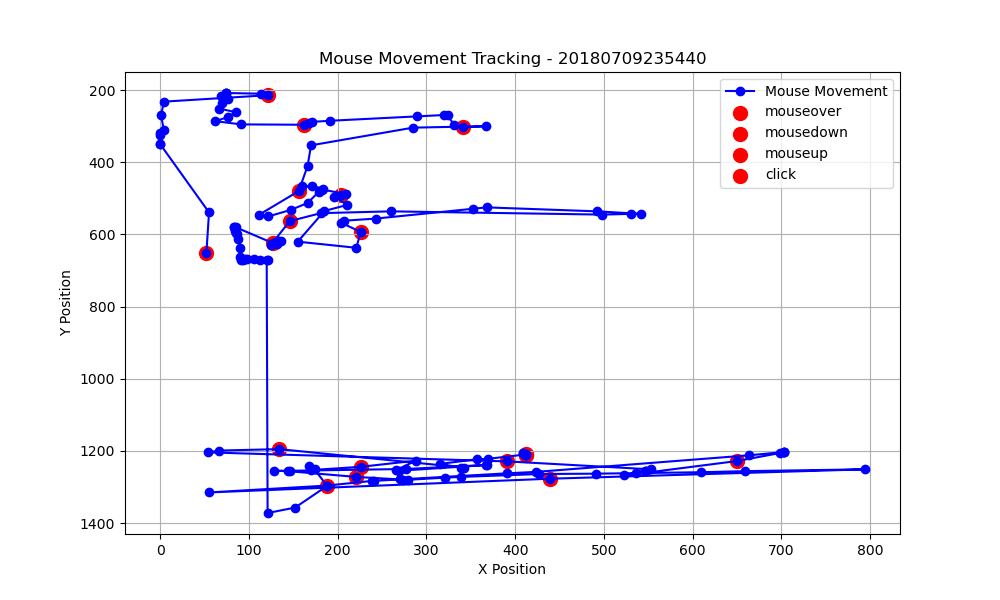 Mouse Movement Tracking - 20180709235440
Mouse Movement
mouseover
mousedown
mouseup
click
200
400
600
800
1000
1200
1400
Y Position
0 100 200 300 400 500 600 700 800
X Position